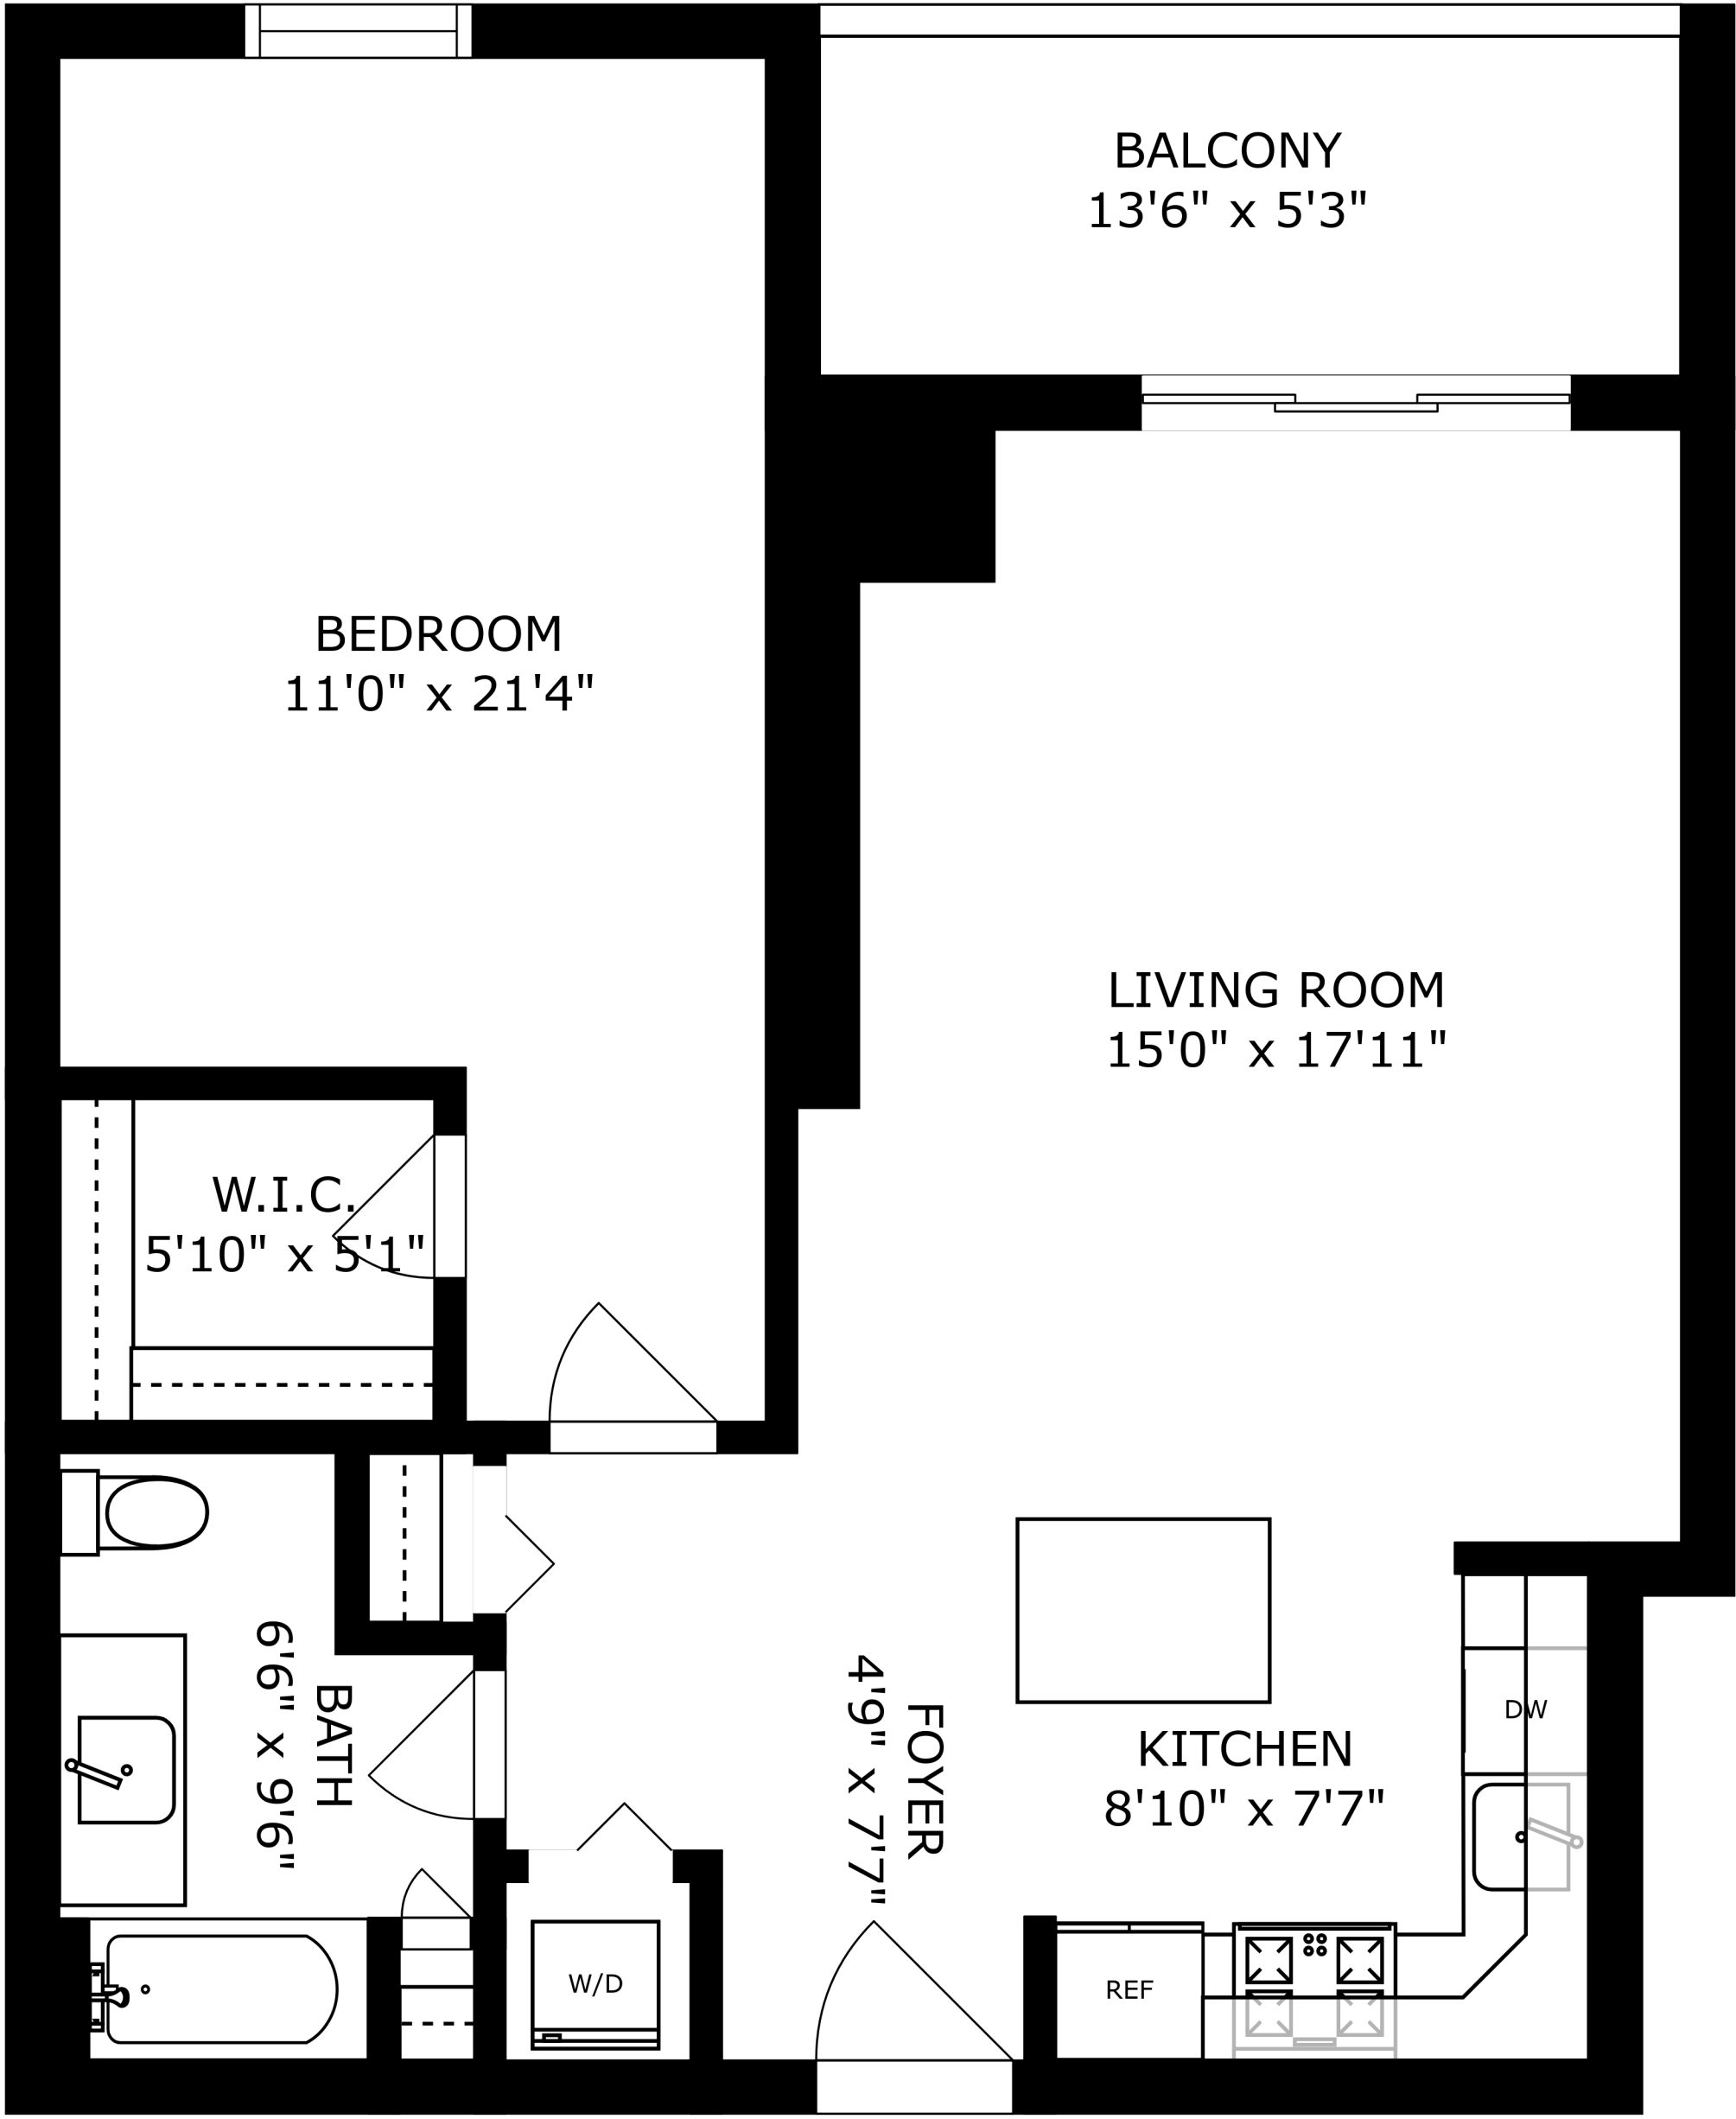 BALCONY
13'6" x 5'3"
BEDROOM
11'0" x 21'4"
LIVING ROOM
15'0" x 17'11"
W.I.C.
5'10" x 5'1"
BATH
6'6" x 9'6"
FOYER
4'9" x 7'7"
KITCHEN
8'10" x 7'7"
DW
W/D
REF